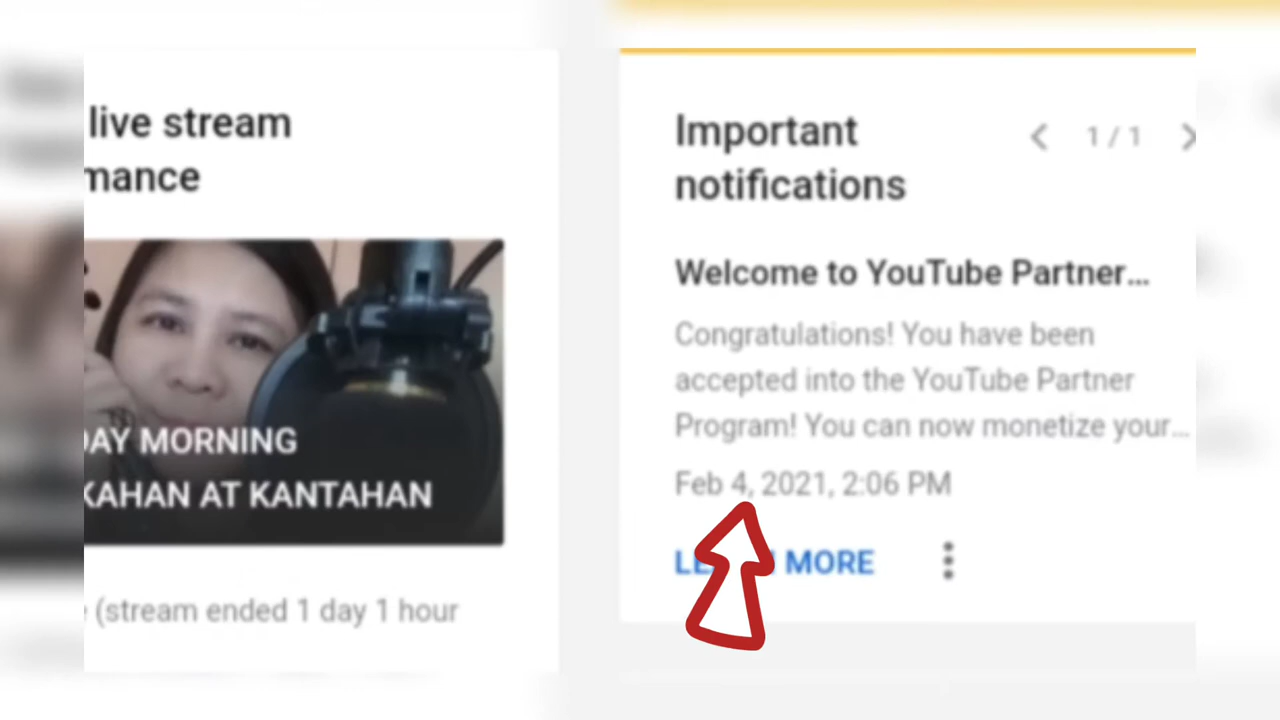 live stream
mance
DAY MORNING
KAHAN AT KANTAHAN
(stream ended 1 day 1 hour
Important
notifications
1 / 1
Welcome to YouTube Partner...
Congratulations! You have been
accepted into the YouTube Partner
Program! You can now monetize your...
Feb 4, 2021, 2:06 PM
LEARN MORE